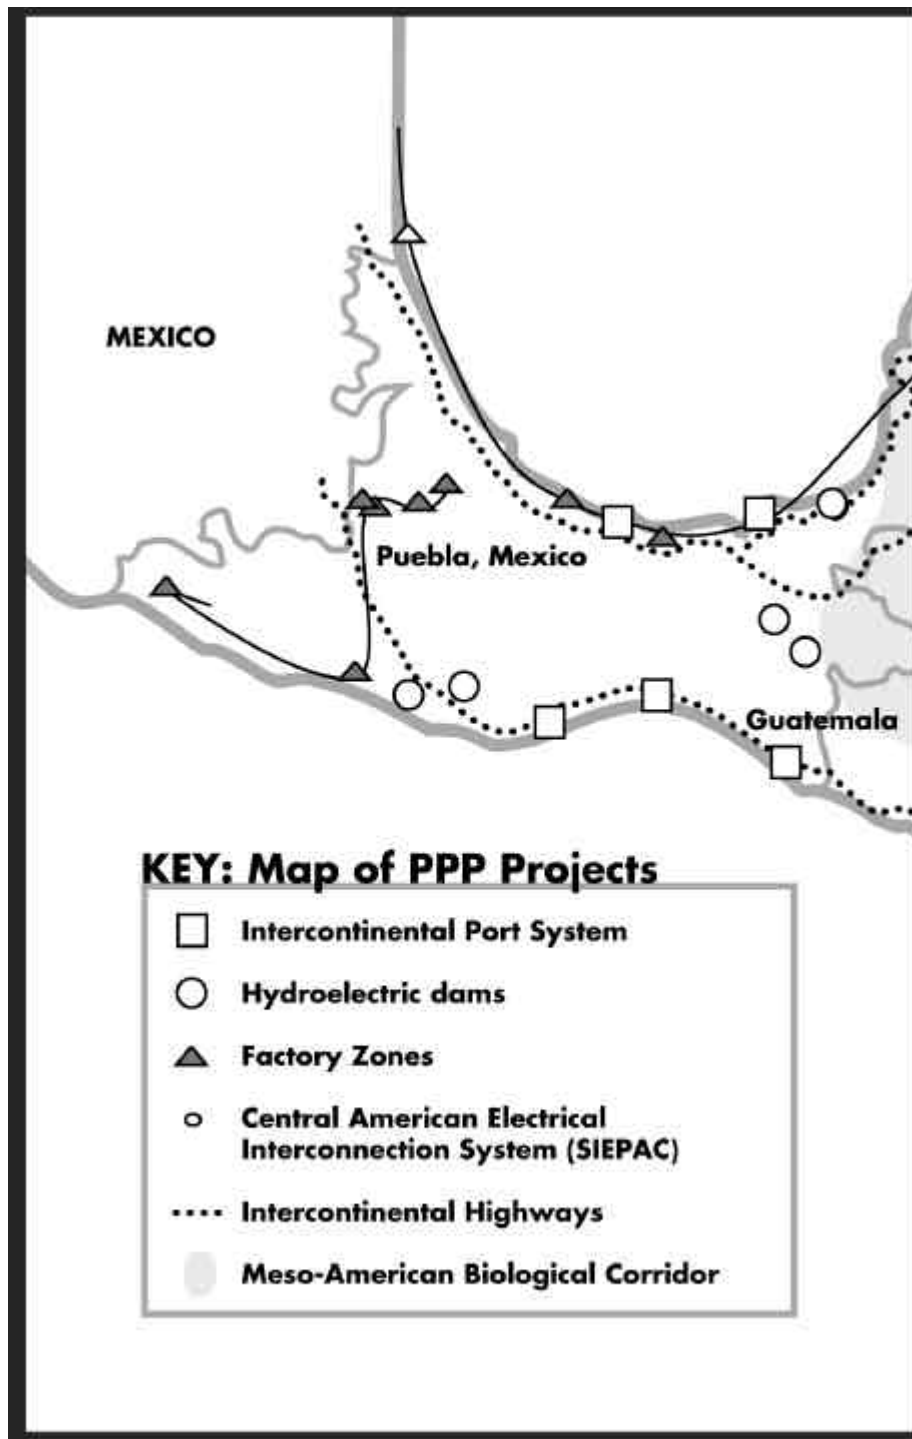 MEXICO
Puebla, Mexico
Guatemala
KEY: Map of PPP Projects
Intercontinental Port System
Hydroelectric dams
Factory Zones
Central American Electrical
Interconnection System (SIEPAC)
Intercontinental Highways
Meso-American Biological Corridor